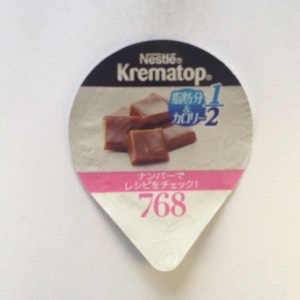 Nestlé®
Krematop®
脂肪分 1/2
&
カロリー
ナンバーで
レシピをチェック!
768